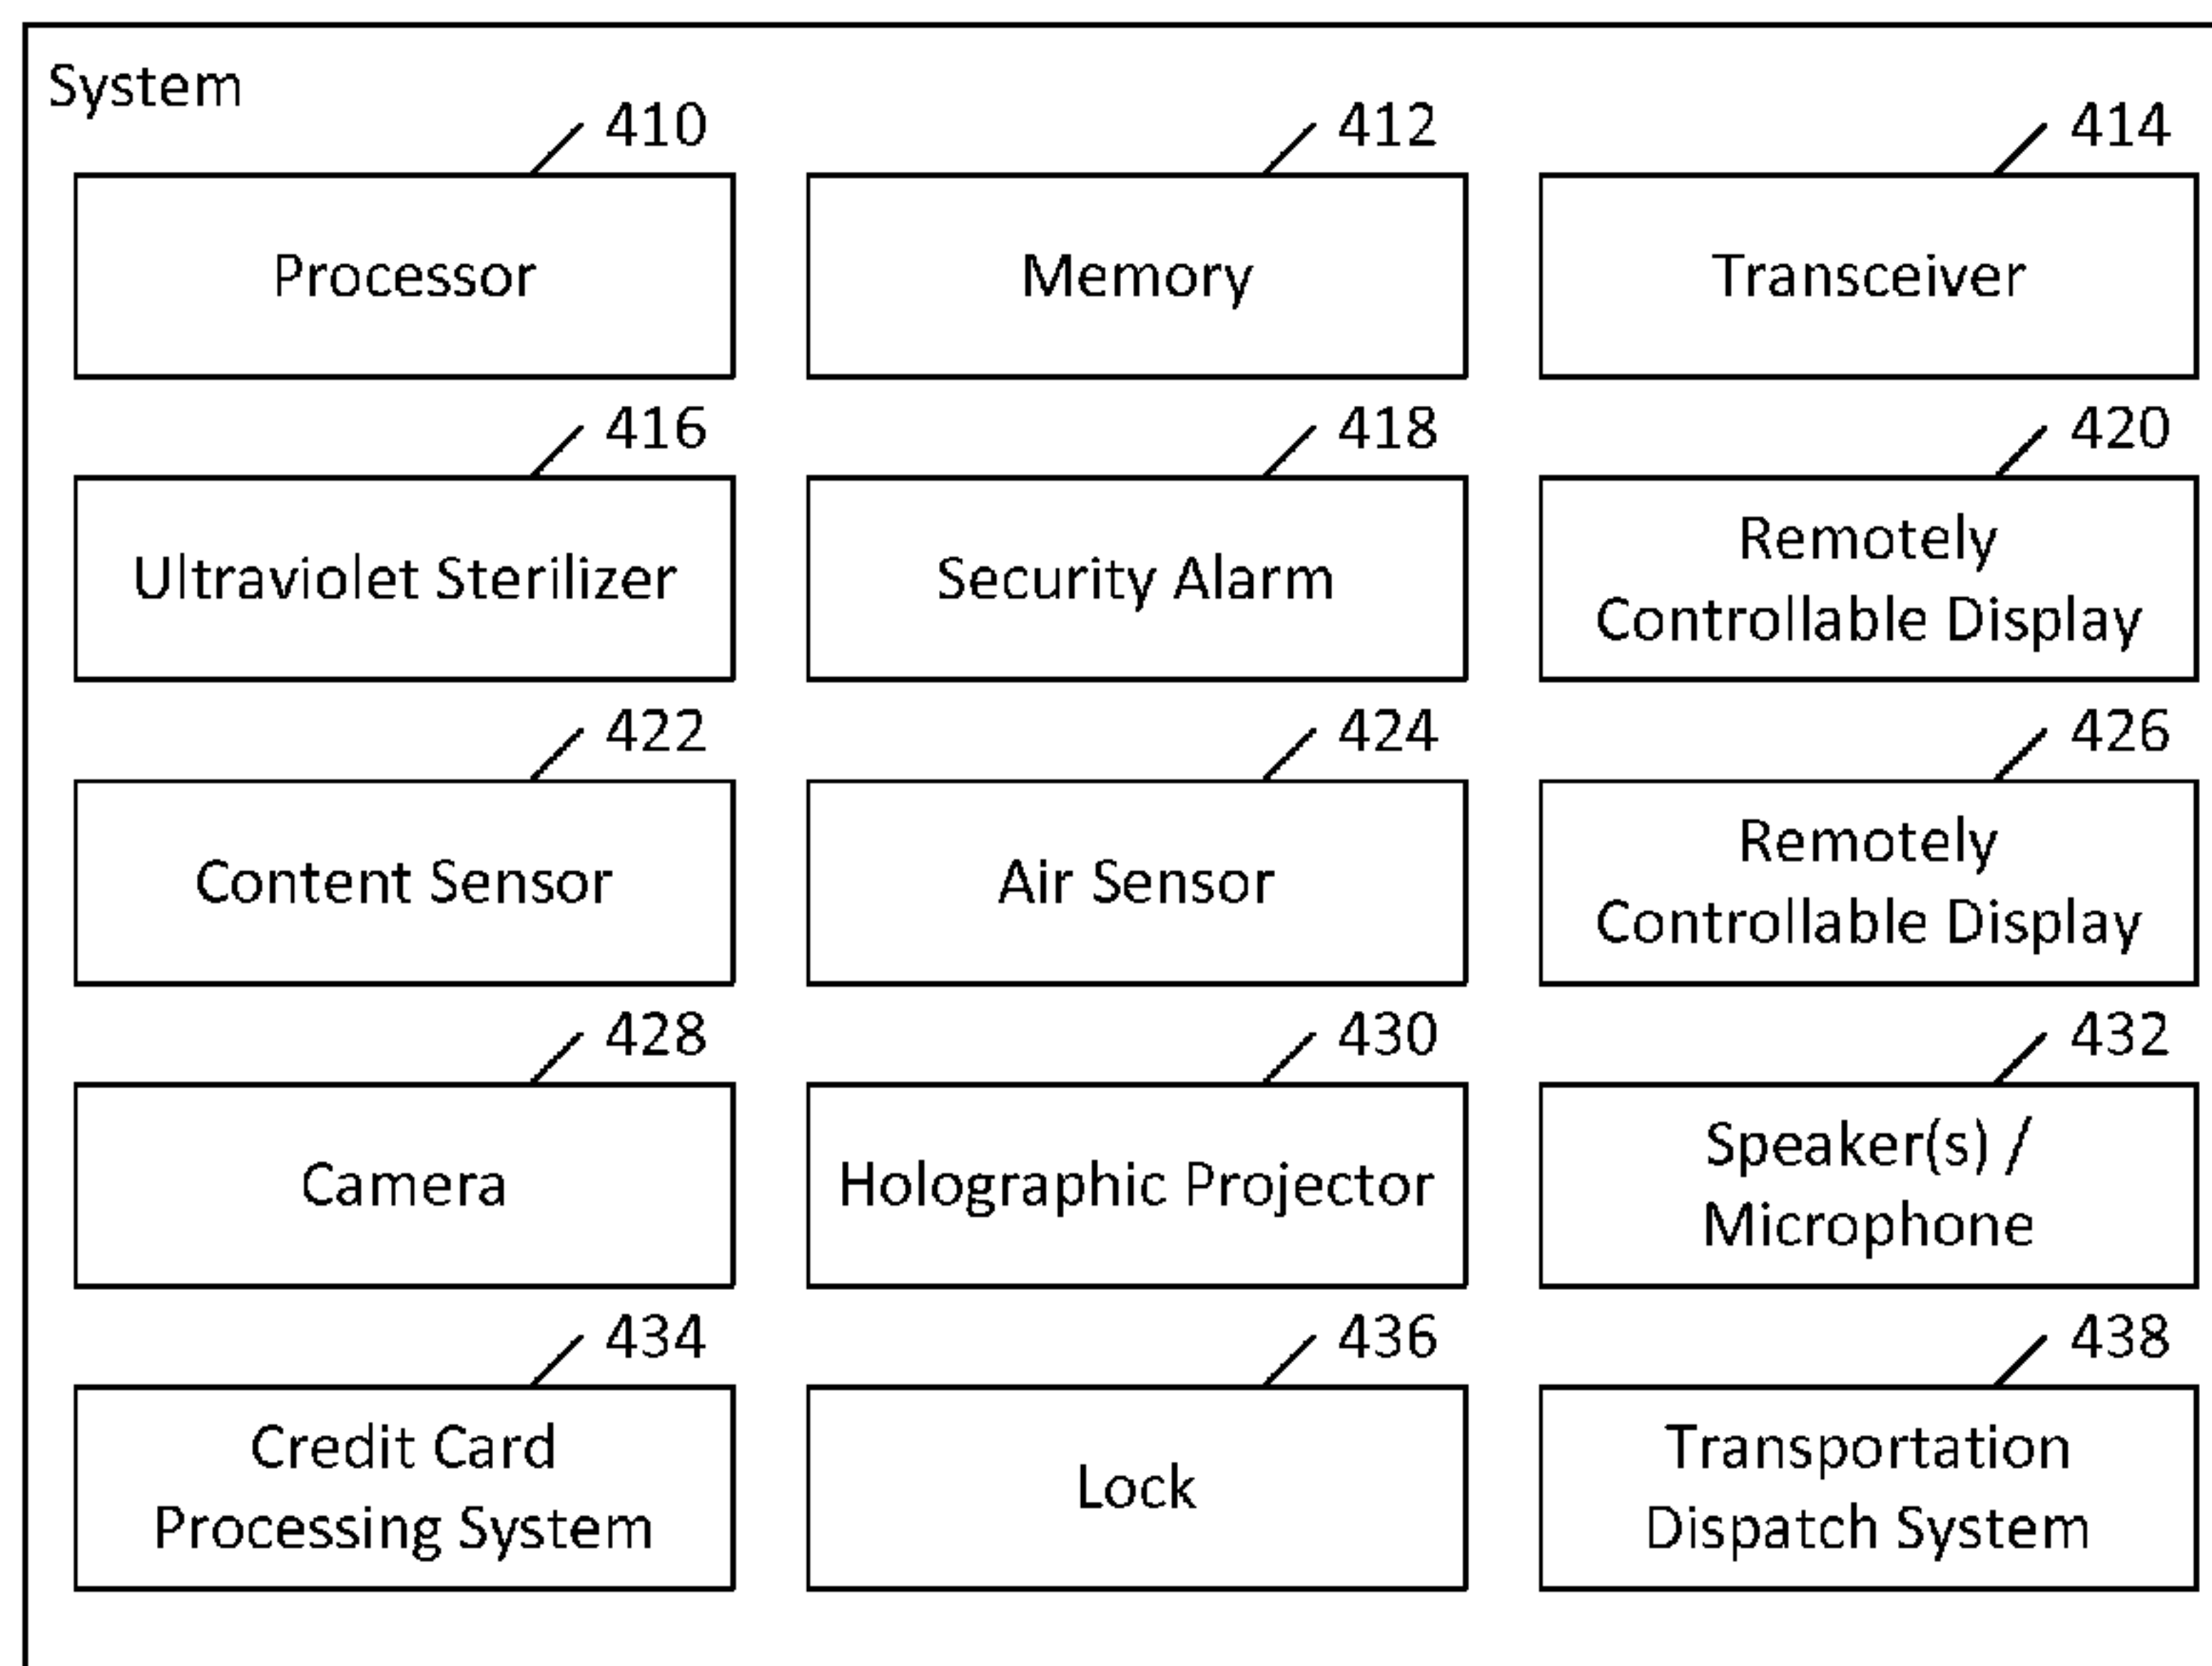 System
410
412
414
Processor
Memory
Transceiver
416
418
420
Ultraviolet Sterilizer
Security Alarm
Remotely
Controllable Display
422
424
426
Content Sensor
Air Sensor
Remotely
Controllable Display
428
430
432
Camera
Holographic Projector
Speaker(s) /
Microphone
434
436
438
Credit Card
Processing System
Lock
Transportation
Dispatch System